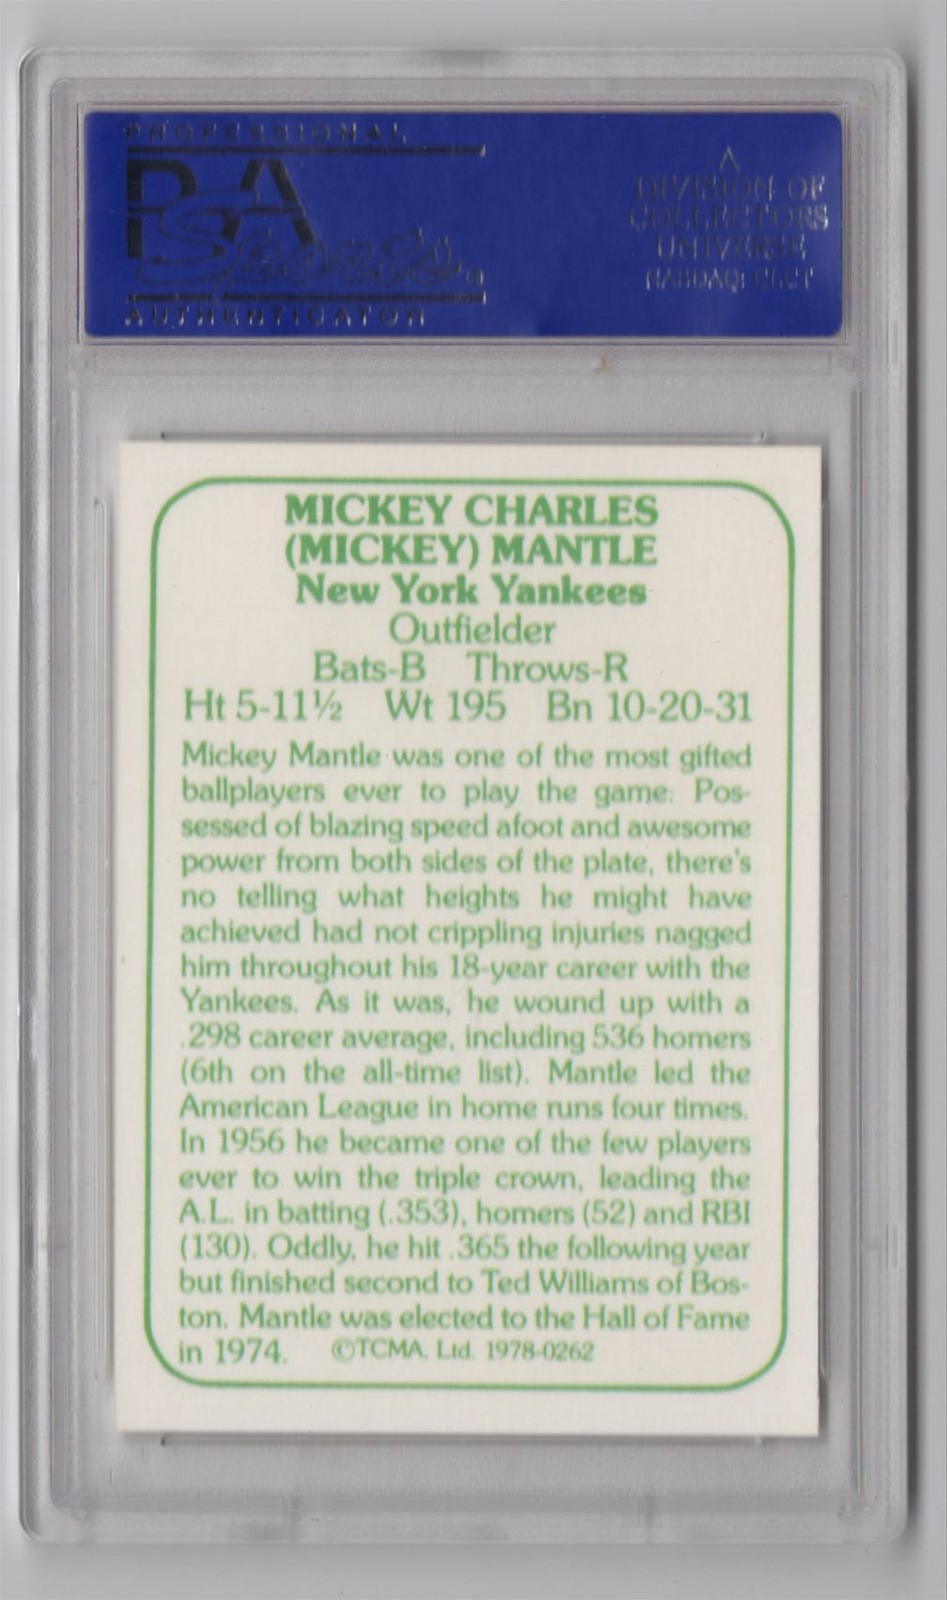 PROFESSIONAL
PSA
Sports
AUTHENTICATOR
A
DIVISION OF
COLLECTORS
UNIVERSE
NASDAQ: CLCT
MICKEY CHARLES
(MICKEY) MANTLE
New York Yankees
Outfielder
Bats-B Throws-R
Ht 5-11½ Wt 195 Bn 10-20-31
Mickey Mantle was one of the most gifted
ballplayers ever to play the game. Pos-
sessed of blazing speed afoot and awesome
power from both sides of the plate, there's
no telling what heights he might have
achieved had not crippling injuries nagged
him throughout his 18-year career with the
Yankees. As it was, he wound up with a
.298 career average, including 536 homers
(6th on the all-time list). Mantle led the
American League in home runs four times.
In 1956 he became one of the few players
ever to win the triple crown, leading the
A.L. in batting (.353), homers (52) and RBI
(130). Oddly, he hit .365 the following year
but finished second to Ted Williams of Bos-
ton. Mantle was elected to the Hall of Fame
in 1974. ©TCMA, Ltd. 1978-0262